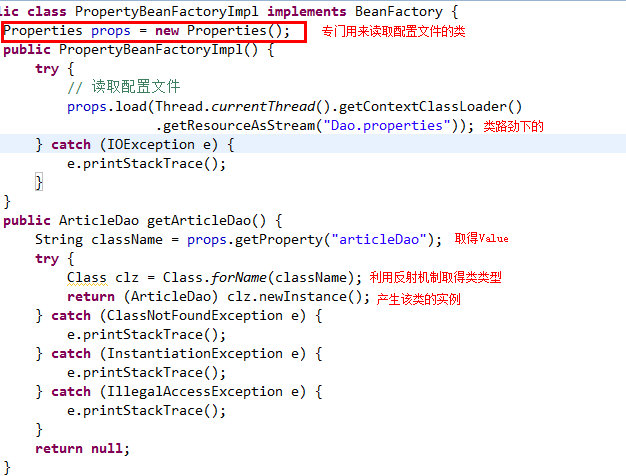 lic class PropertyBeanFactoryImpl implements BeanFactory {
Properties props = new Properties(); 专门用来读取配置文件的类
public PropertyBeanFactoryImpl() {
try {
// 读取配置文件
props.load(Thread.currentThread().getContextClassLoader()
.getResourceAsStream("Dao.properties")); 类路劲下的
} catch (IOException e) {
e.printStackTrace();
}
}
public ArticleDao getArticleDao() {
String className = props.getProperty("articleDao"); 取得Value
try {
Class clz = Class.forName(className); 利用反射机制取得类类型
return (ArticleDao) clz.newInstance(); 产生该类的实例
} catch (ClassNotFoundException e) {
e.printStackTrace();
} catch (InstantiationException e) {
e.printStackTrace();
} catch (IllegalAccessException e) {
e.printStackTrace();
}
return null;
}